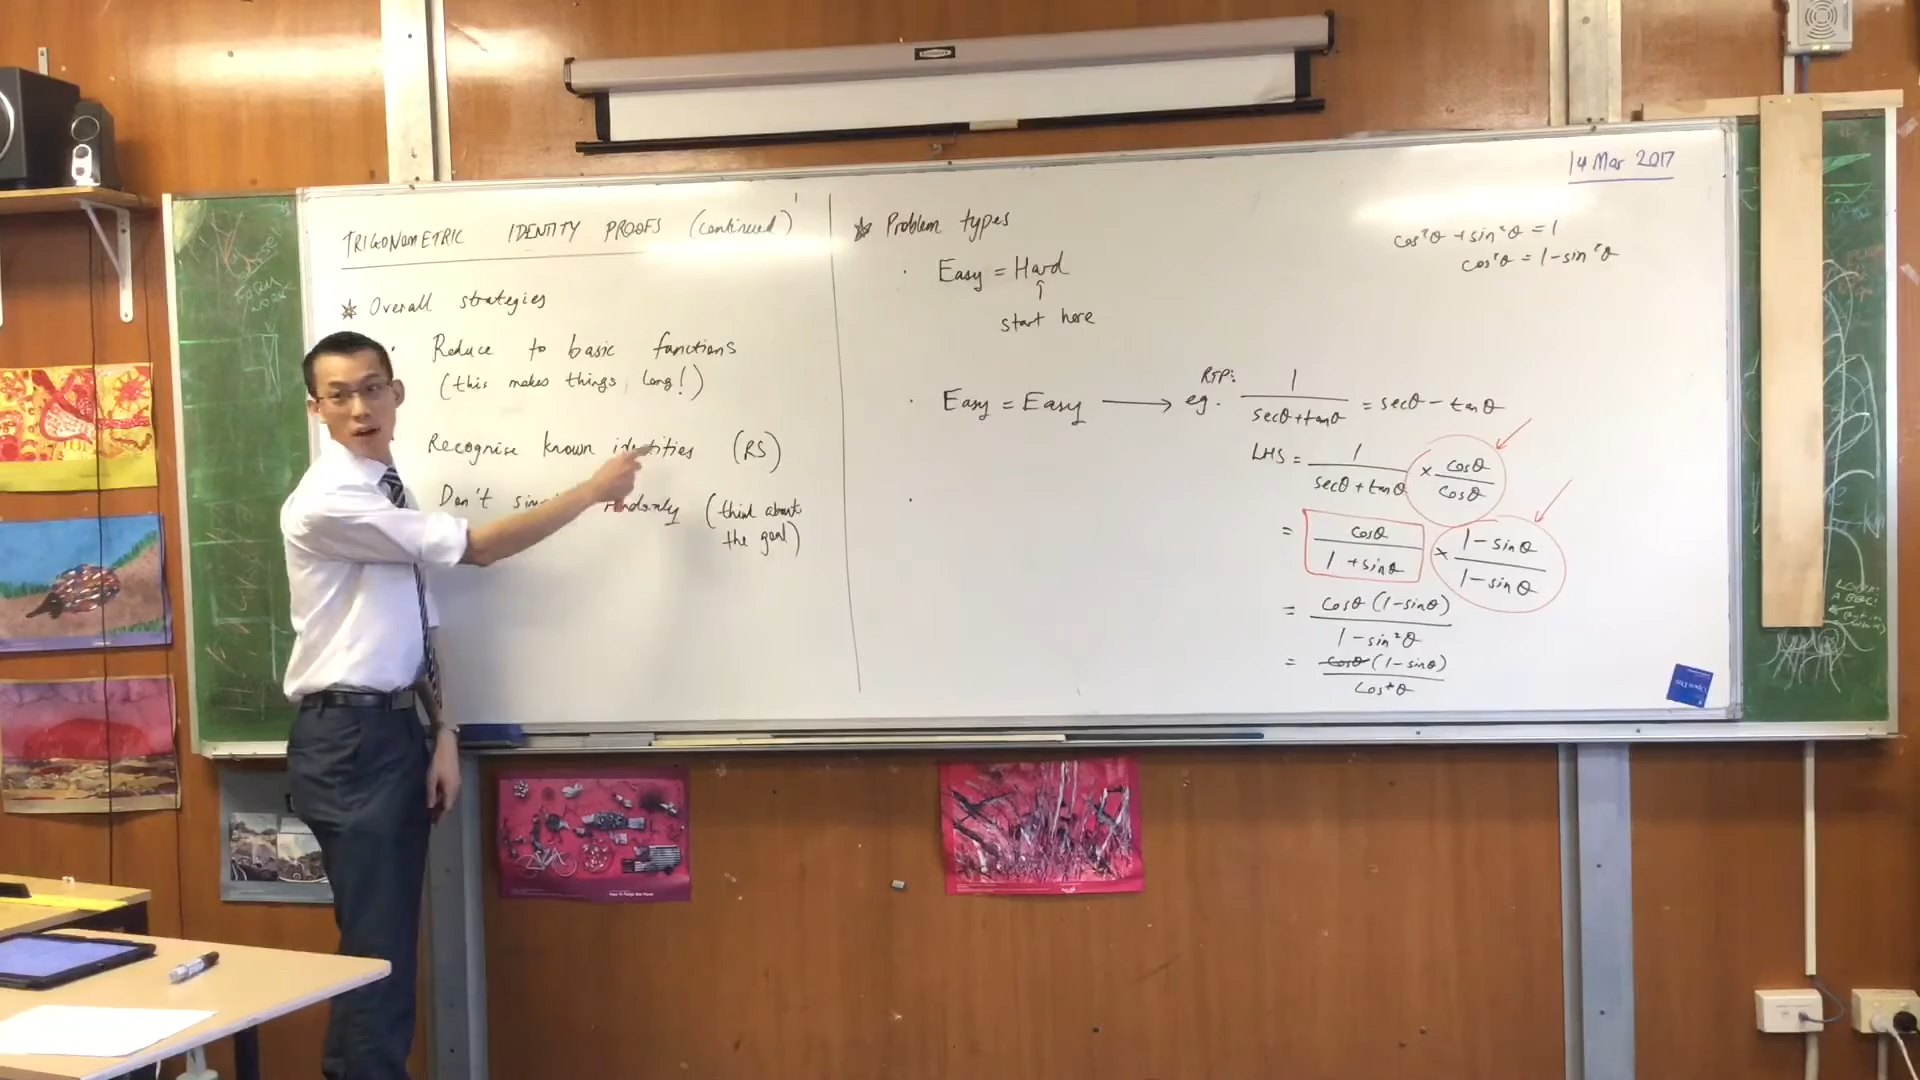 14 Mar 2017
TRIGONOMETRIC IDENTITY PROOFS (continued)
Overall strategies
Reduce to basic functions
(this makes things long!)
Recognise known identities (RS)
Don't randomly (think about
the goal)
Problem types
Easy = Hard
↑
start here
Easy = Easy → eg.
RTP: 1/(secθ+tanθ) = secθ - tanθ
LHS = 1/(secθ + tanθ) × cosθ/cosθ
= cosθ/(1 + sinθ) × (1 - sinθ)/(1 - sinθ)
= cosθ (1-sinθ)/(1 - sin²θ)
= cosθ (1-sinθ)/cos²θ
cos²θ + sin²θ = 1
cos²θ = 1 - sin²θ